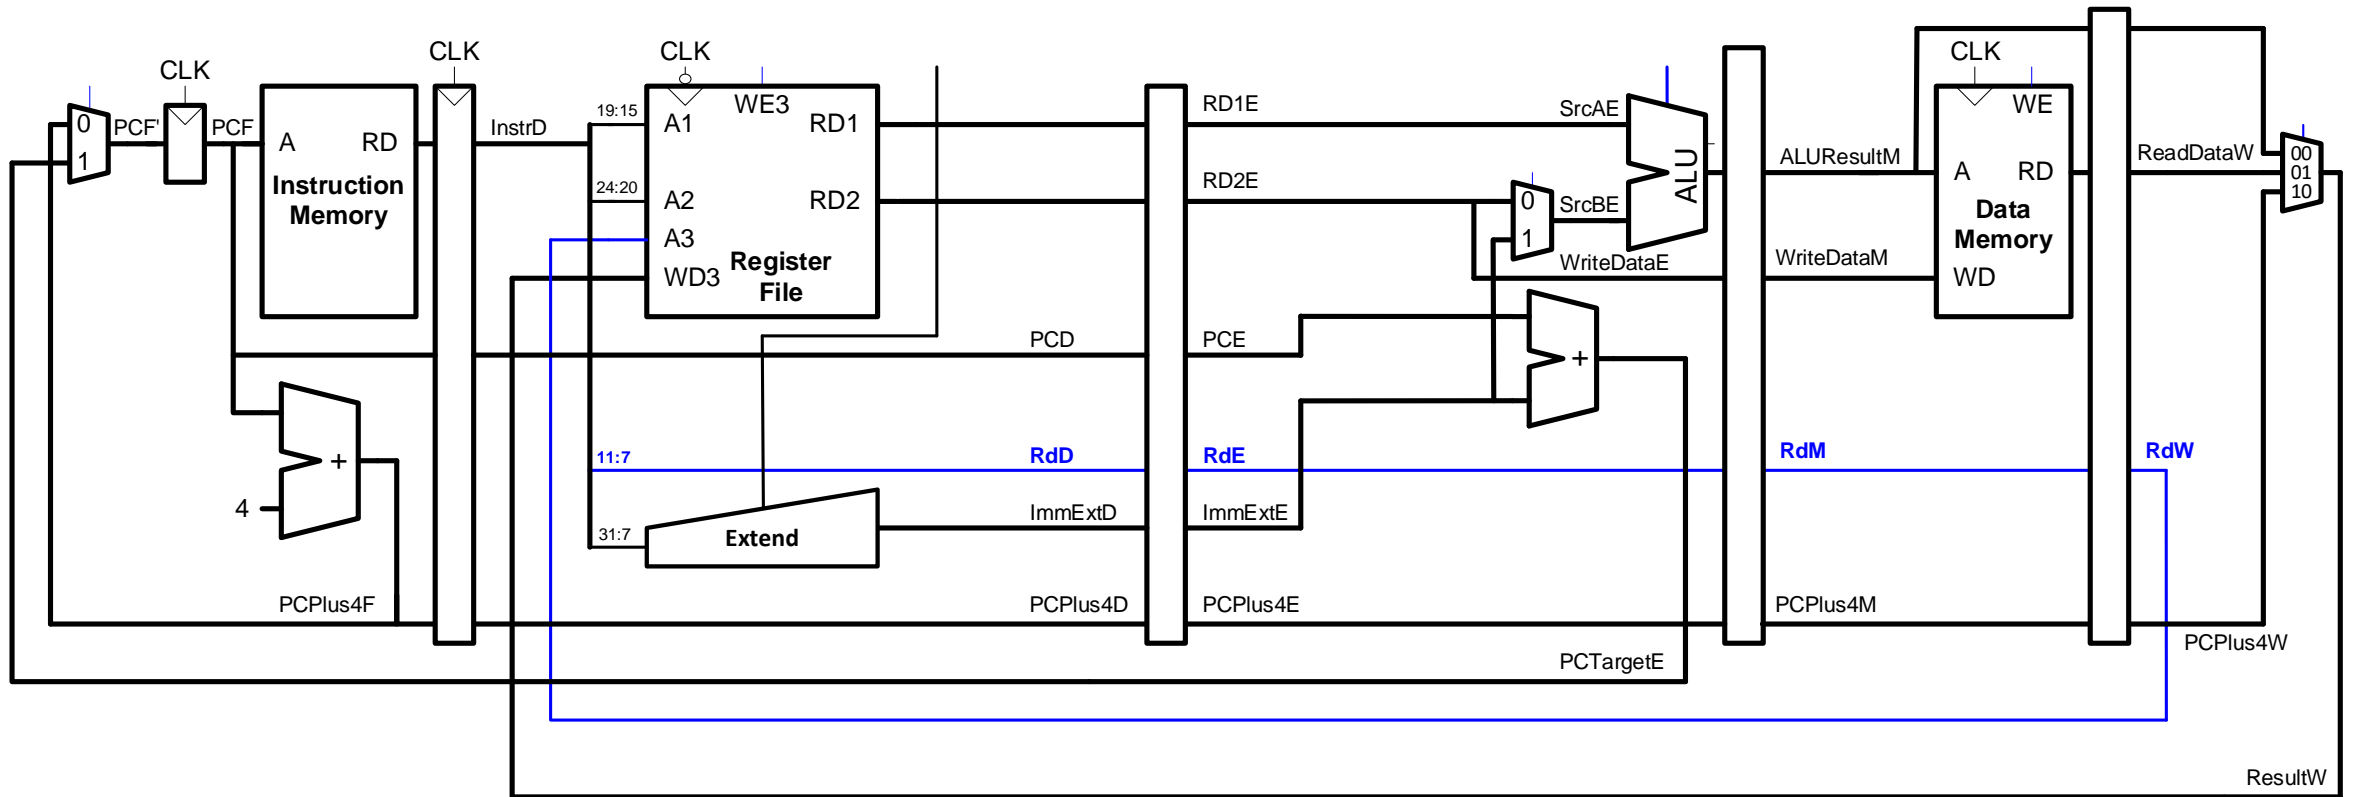 CLK
CLK
CLK
CLK
0
1
PCF'
PCF
A
RD
Instruction
Memory
InstrD
19:15
24:20
A1
A2
A3
WD3
WE3
RD1
RD2
Register
File
RD1E
RD2E
SrcAE
0
1
SrcBE
ALU
WriteDataE
ALUResultM
WriteDataM
A
RD
WE
Data
Memory
WD
ReadDataW
00
01
10
PCD
PCE
+
4
+
11:7
RdD
RdE
RdM
RdW
31:7
Extend
ImmExtD
ImmExtE
PCPlus4F
PCPlus4D
PCPlus4E
PCPlus4M
PCPlus4W
PCTargetE
ResultW